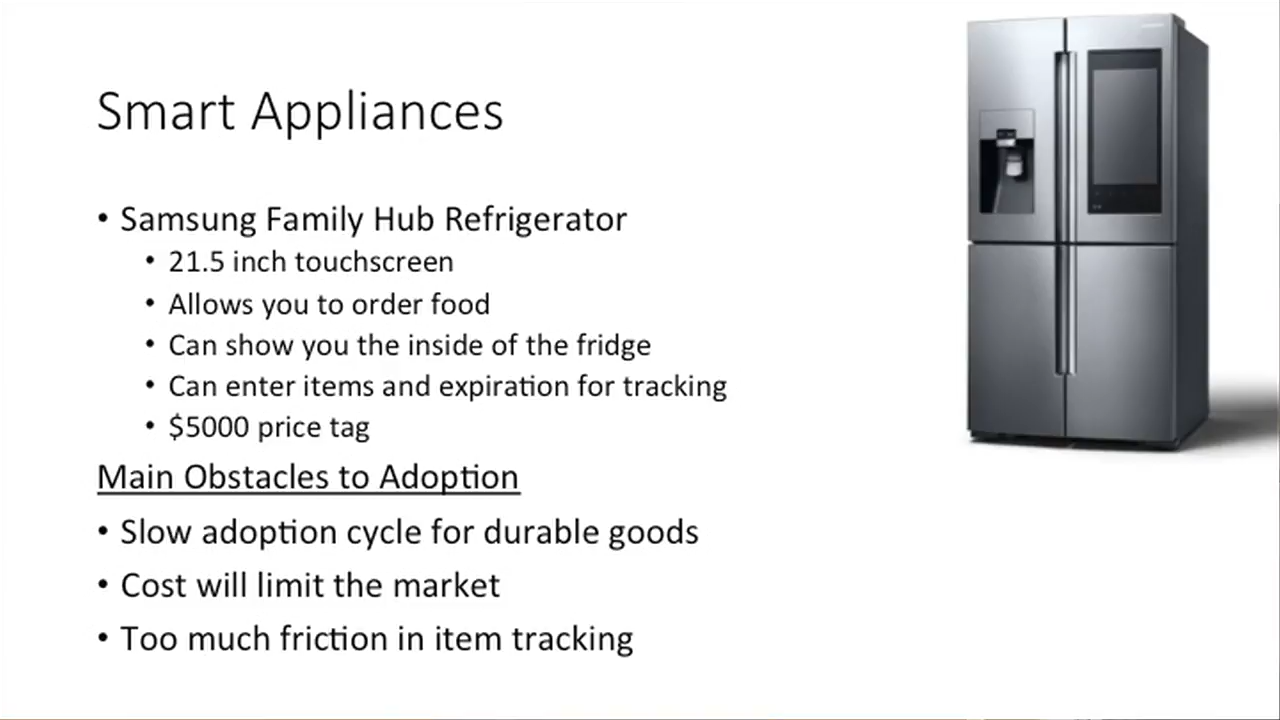 Smart Appliances
• Samsung Family Hub Refrigerator
• 21.5 inch touchscreen
• Allows you to order food
• Can show you the inside of the fridge
• Can enter items and expiration for tracking
• $5000 price tag
Main Obstacles to Adoption
• Slow adoption cycle for durable goods
• Cost will limit the market
• Too much friction in item tracking